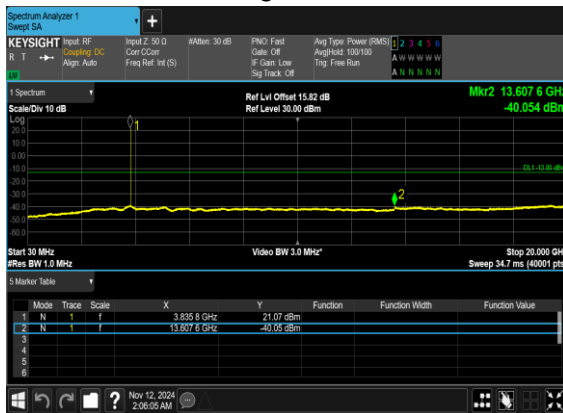 Spectrum Analyzer 1
Swept SA
KEYSIGHT Input: RF Input Z: 50 Ω #Atten: 30 dB PNO: Fast Avg Type: Power (RMS) 1 2 3 4 5 6
R T Coupling: DC Corr CCorr Gate: Off Avg|Hold: 100/100 A W W W W W
Align: Auto Freq Ref: Int (S) IF Gain: Low Trig: Free Run A N N N N N
Sig Track: Off
1 Spectrum Ref Lvl Offset 15.82 dB Mkr2 13.607 6 GHz
Scale/Div 10 dB Ref Level 30.00 dBm -40.054 dBm
Log
20.0 1
10.0
0.00
-10.0 DL1 -13.00 dBm
-20.0
-30.0 2
-40.0
-50.0
-60.0
Start 30 MHz Video BW 3.0 MHz* Stop 20.000 GHz
#Res BW 1.0 MHz Sweep 34.7 ms (40001 pts)
5 Marker Table
Mode Trace Scale X Y Function Function Width Function Value
1 N 1 f 3.835 8 GHz 21.07 dBm
2 N 1 f 13.607 6 GHz -40.05 dBm
3
4
5
6
? Nov 12, 2024
2:06:05 AM